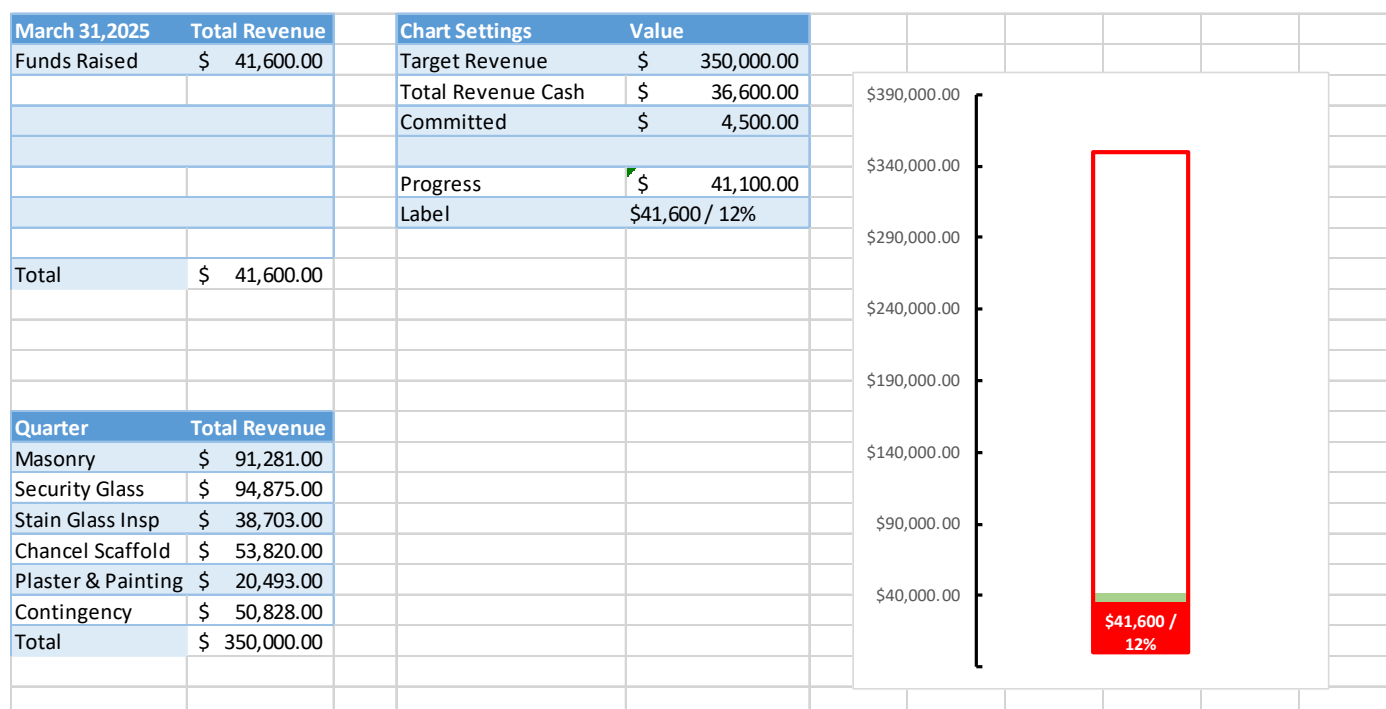 March 31,2025 Total Revenue
Funds Raised $ 41,600.00
Total $ 41,600.00
Chart Settings Value
Target Revenue $ 350,000.00
Total Revenue Cash $ 36,600.00
Committed $ 4,500.00
Progress $ 41,100.00
Label $41,600 / 12%
Quarter Total Revenue
Masonry $ 91,281.00
Security Glass $ 94,875.00
Stain Glass Insp $ 38,703.00
Chancel Scaffold $ 53,820.00
Plaster & Painting $ 20,493.00
Contingency $ 50,828.00
Total $ 350,000.00
$390,000.00
$340,000.00
$290,000.00
$240,000.00
$190,000.00
$140,000.00
$90,000.00
$40,000.00
$41,600 /
12%